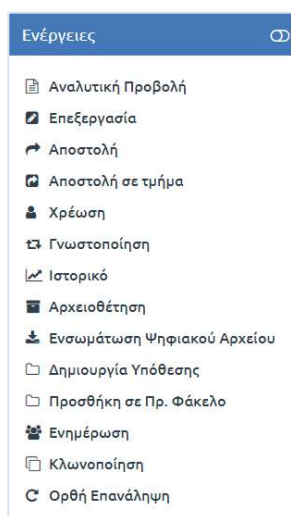 Ενέργειες
Αναλυτική Προβολή
Επεξεργασία
Αποστολή
Αποστολή σε τμήμα
Χρέωση
Γνωστοποίηση
Ιστορικό
Αρχειοθέτηση
Ενσωμάτωση Ψηφιακού Αρχείου
Δημιουργία Υπόθεσης
Προσθήκη σε Πρ. Φάκελο
Ενημέρωση
Κλωνοποίηση
Ορθή Επανάληψη